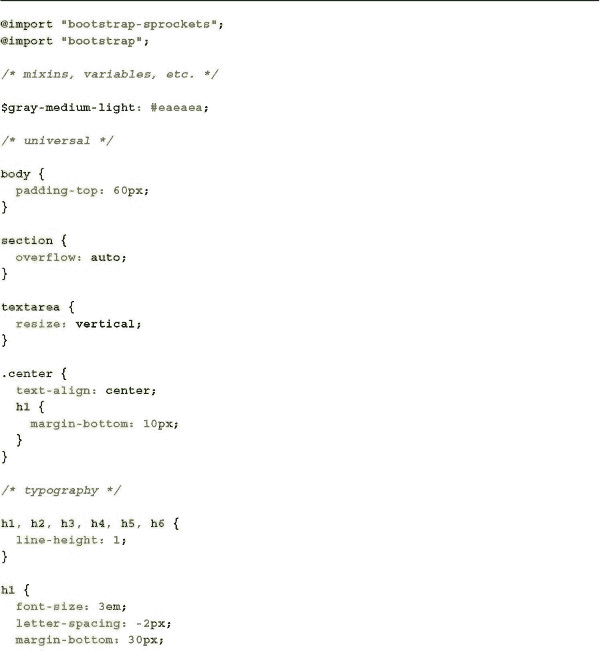 @import "bootstrap-sprockets";
@import "bootstrap";

/* mixins, variables, etc. */

$gray-medium-light: #eaeaea;

/* universal */

body {
  padding-top: 60px;
}

section {
  overflow: auto;
}

textarea {
  resize: vertical;
}

.center {
  text-align: center;
  h1 {
    margin-bottom: 10px;
  }
}

/* typography */

h1, h2, h3, h4, h5, h6 {
  line-height: 1;
}

h1 {
  font-size: 3em;
  letter-spacing: -2px;
  margin-bottom: 30px;